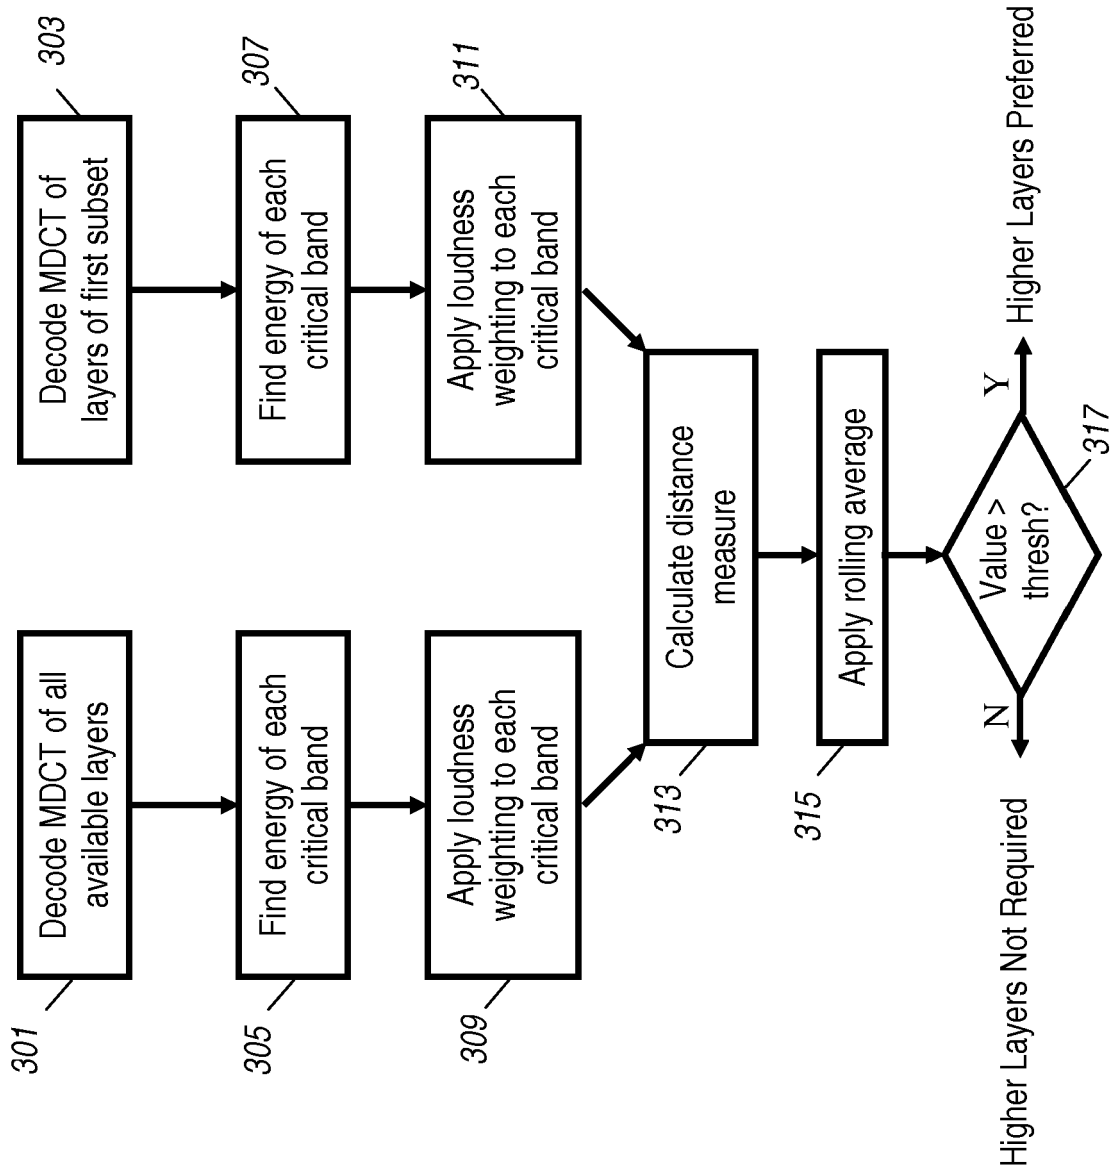 301
Decode MDCT of all
available layers
303
Decode MDCT of
layers of first subset
305
Find energy of each
critical band
307
Find energy of each
critical band
309
Apply loudness
weighting to each
critical band
311
Apply loudness
weighting to each
critical band
313
Calculate distance
measure
315
Apply rolling average
Value >
thresh?
317
N
Y
Higher Layers Not Required
Higher Layers Preferred